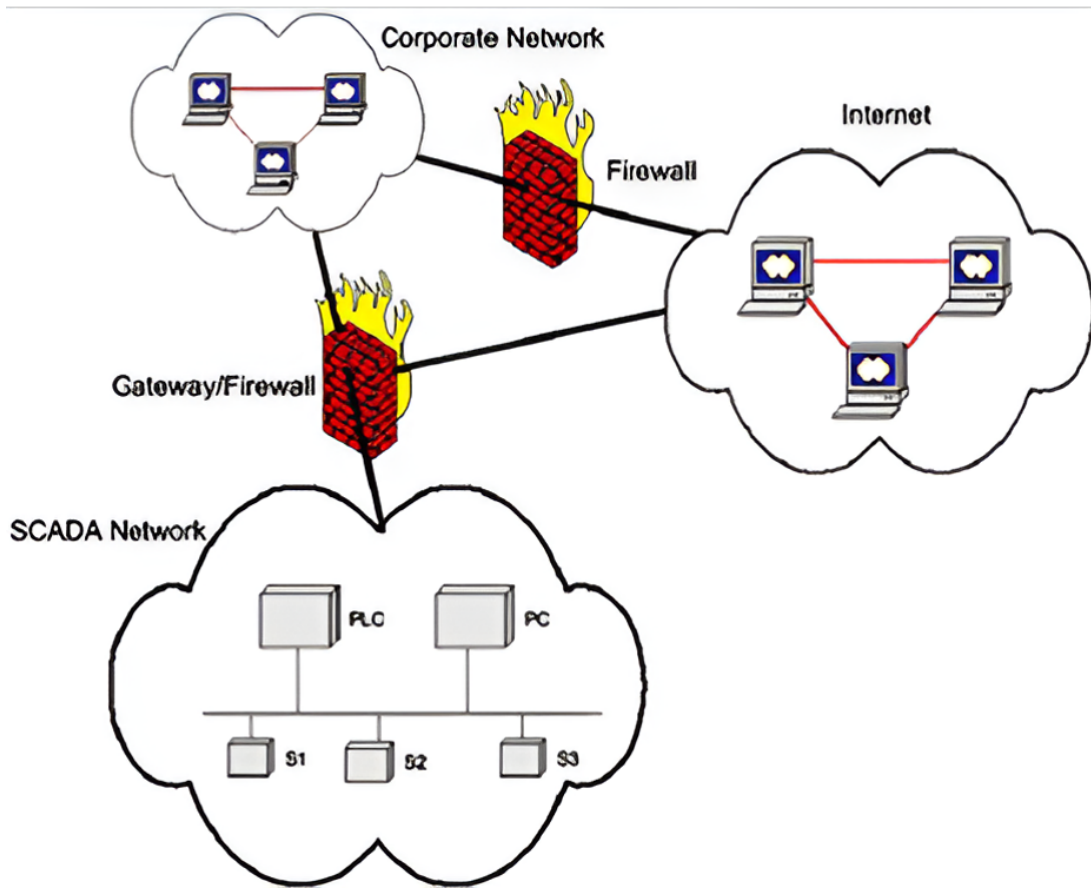 Corporate Network
Internet
Firewall
Gateway/Firewall
SCADA Network
PLC
PC
S1
S2
S3